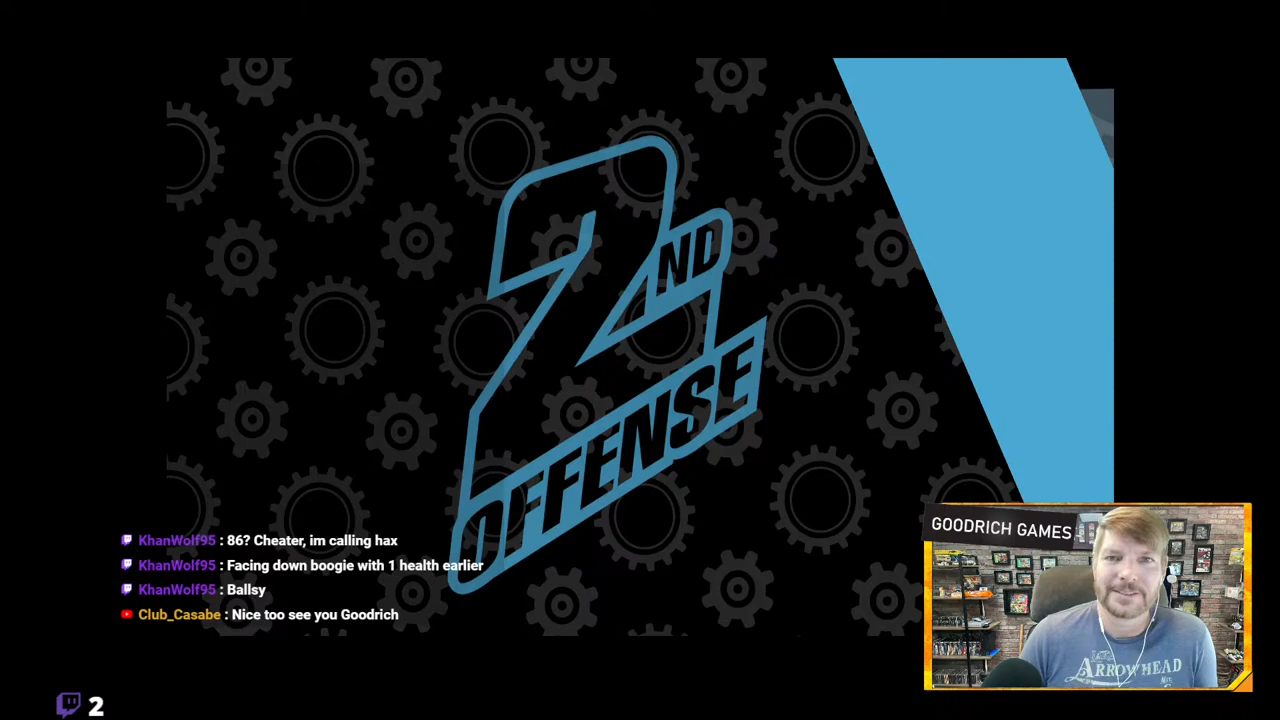 2ND
OFFENSE
GOODRICH GAMES
KhanWolf95 : 86? Cheater, im calling hax
KhanWolf95 : Facing down boogie with 1 health earlier
KhanWolf95 : Ballsy
Club_Casabe : Nice too see you Goodrich
ARROWHEAD
2